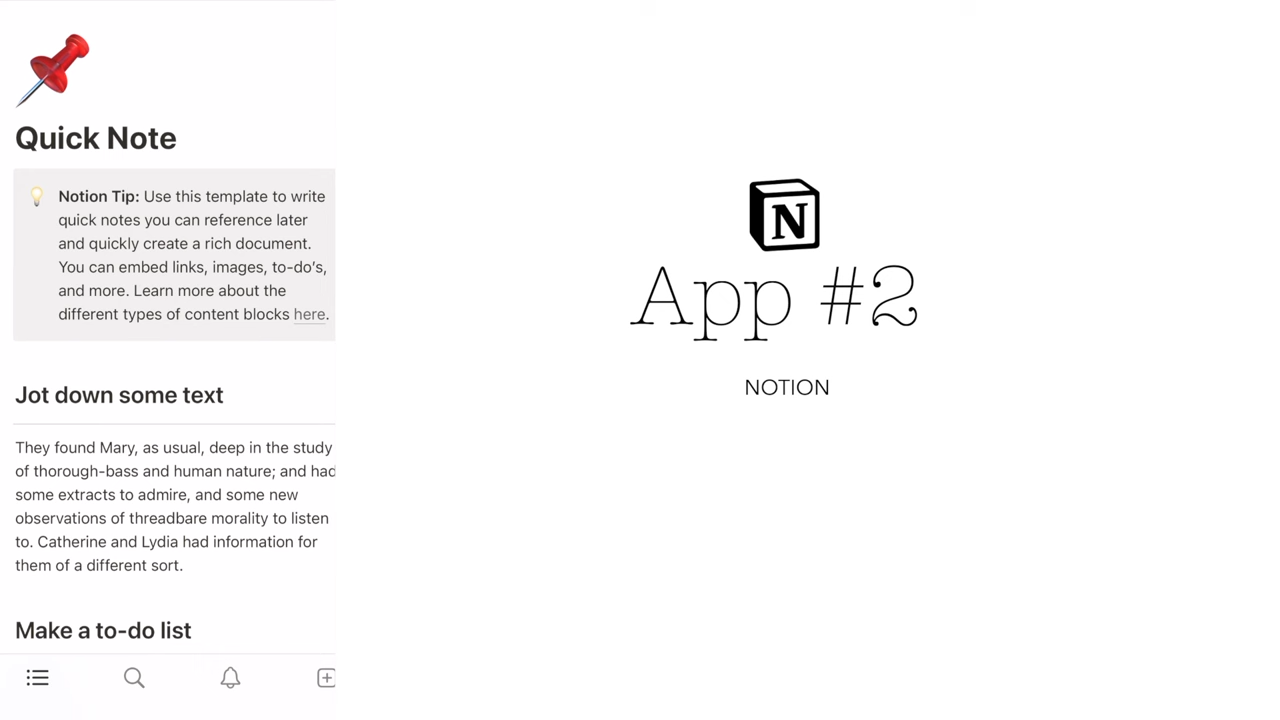 Quick Note
Notion Tip: Use this template to write
quick notes you can reference later
and quickly create a rich document.
You can embed links, images, to-do's,
and more. Learn more about the
different types of content blocks here.
Jot down some text
They found Mary, as usual, deep in the study
of thorough-bass and human nature; and had
some extracts to admire, and some new
observations of threadbare morality to listen
to. Catherine and Lydia had information for
them of a different sort.
Make a to-do list
N
App #2
NOTION